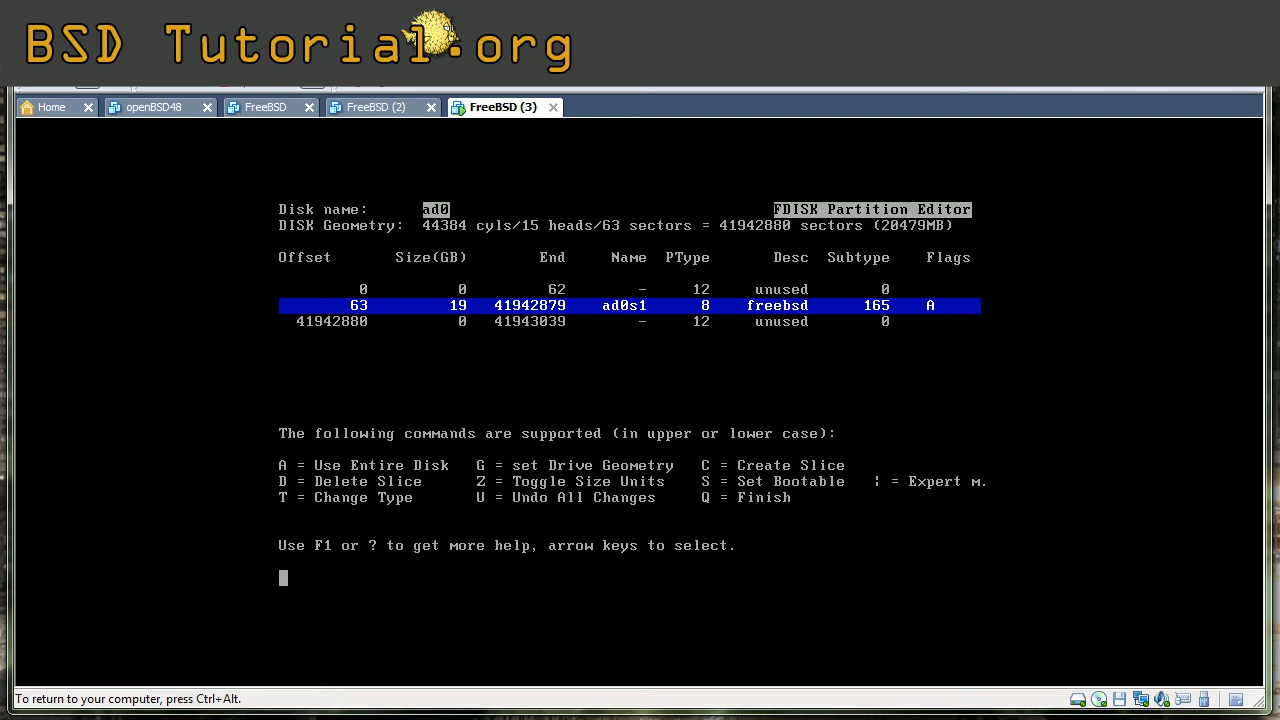 BSD Tutorial.org
Home openBSD48 FreeBSD FreeBSD (2) FreeBSD (3)
Disk name: ad0 FDISK Partition Editor
DISK Geometry: 44384 cyls/15 heads/63 sectors = 41942880 sectors (20479MB)
Offset Size(GB) End Name PType Desc Subtype Flags
0 0 62 - 12 unused 0
63 19 41942879 ad0s1 8 freebsd 165 A
41942880 0 41943039 - 12 unused 0
The following commands are supported (in upper or lower case):
A = Use Entire Disk G = set Drive Geometry C = Create Slice
D = Delete Slice Z = Toggle Size Units S = Set Bootable ¦ = Expert m.
T = Change Type U = Undo All Changes Q = Finish
Use F1 or ? to get more help, arrow keys to select.
To return to your computer, press Ctrl+Alt.